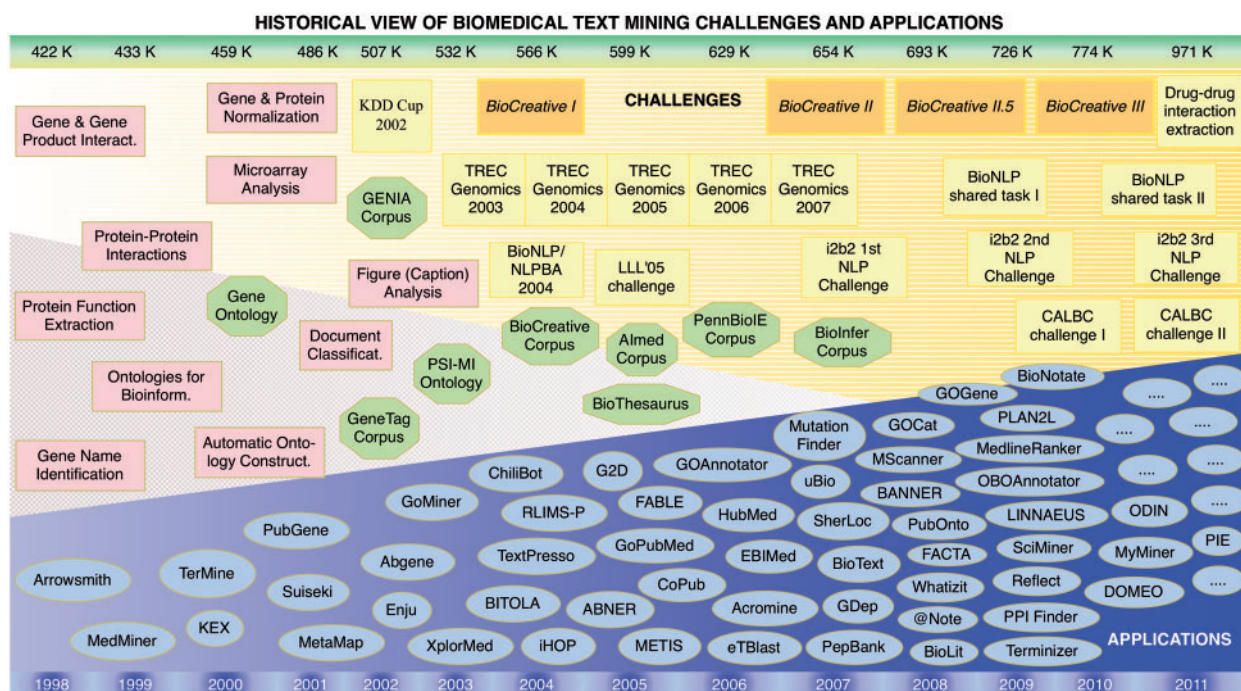 HISTORICAL VIEW OF BIOMEDICAL TEXT MINING CHALLENGES AND APPLICATIONS
422 K 433 K 459 K 486 K 507 K 532 K 566 K 599 K 629 K 654 K 693 K 726 K 774 K 971 K
Gene & Gene
Product Interact.
Gene & Protein
Normalization
KDD Cup
2002
BioCreative I
CHALLENGES
BioCreative II
BioCreative II.5
BioCreative III
Drug-drug
interaction
extraction
Microarray
Analysis
GENIA
Corpus
TREC
Genomics
2003
TREC
Genomics
2004
TREC
Genomics
2005
TREC
Genomics
2006
TREC
Genomics
2007
BioNLP
shared task I
BioNLP
shared task II
Protein-Protein
Interactions
Figure (Caption)
Analysis
BioNLP/
NLPBA
2004
LLL'05
challenge
i2b2 1st
NLP
Challenge
i2b2 2nd
NLP
Challenge
i2b2 3rd
NLP
Challenge
Protein Function
Extraction
Gene
Ontology
Document
Classificat.
BioCreative
Corpus
AImed
Corpus
PennBioIE
Corpus
BioInfer
Corpus
CALBC
challenge I
CALBC
challenge II
Ontologies for
Bioinform.
PSI-MI
Ontology
BioThesaurus
GOGene
BioNotate
....
....
Gene Name
Identification
Automatic Onto-
logy Construct.
GeneTag
Corpus
Mutation
Finder
GOCat
PLAN2L
....
....
ChiliBot
G2D
GOAnnotator
MScanner
MedlineRanker
....
....
GoMiner
RLIMS-P
FABLE
HubMed
uBio
BANNER
OBOAnnotator
ODIN
....
PubGene
TextPresso
GoPubMed
EBIMed
SherLoc
PubOnto
LINNAEUS
MyMiner
PIE
Arrowsmith
TerMine
Suiseki
Abgene
CoPub
BioText
FACTA
SciMiner
DOMEO
....
Enju
BITOLA
ABNER
Acromine
GDep
Whatizit
Reflect
MedMiner
KEX
MetaMap
XplorMed
iHOP
METIS
eTBlast
PepBank
@Note
PPI Finder
BioLit
Terminizer
APPLICATIONS
1998 1999 2000 2001 2002 2003 2004 2005 2006 2007 2008 2009 2010 2011